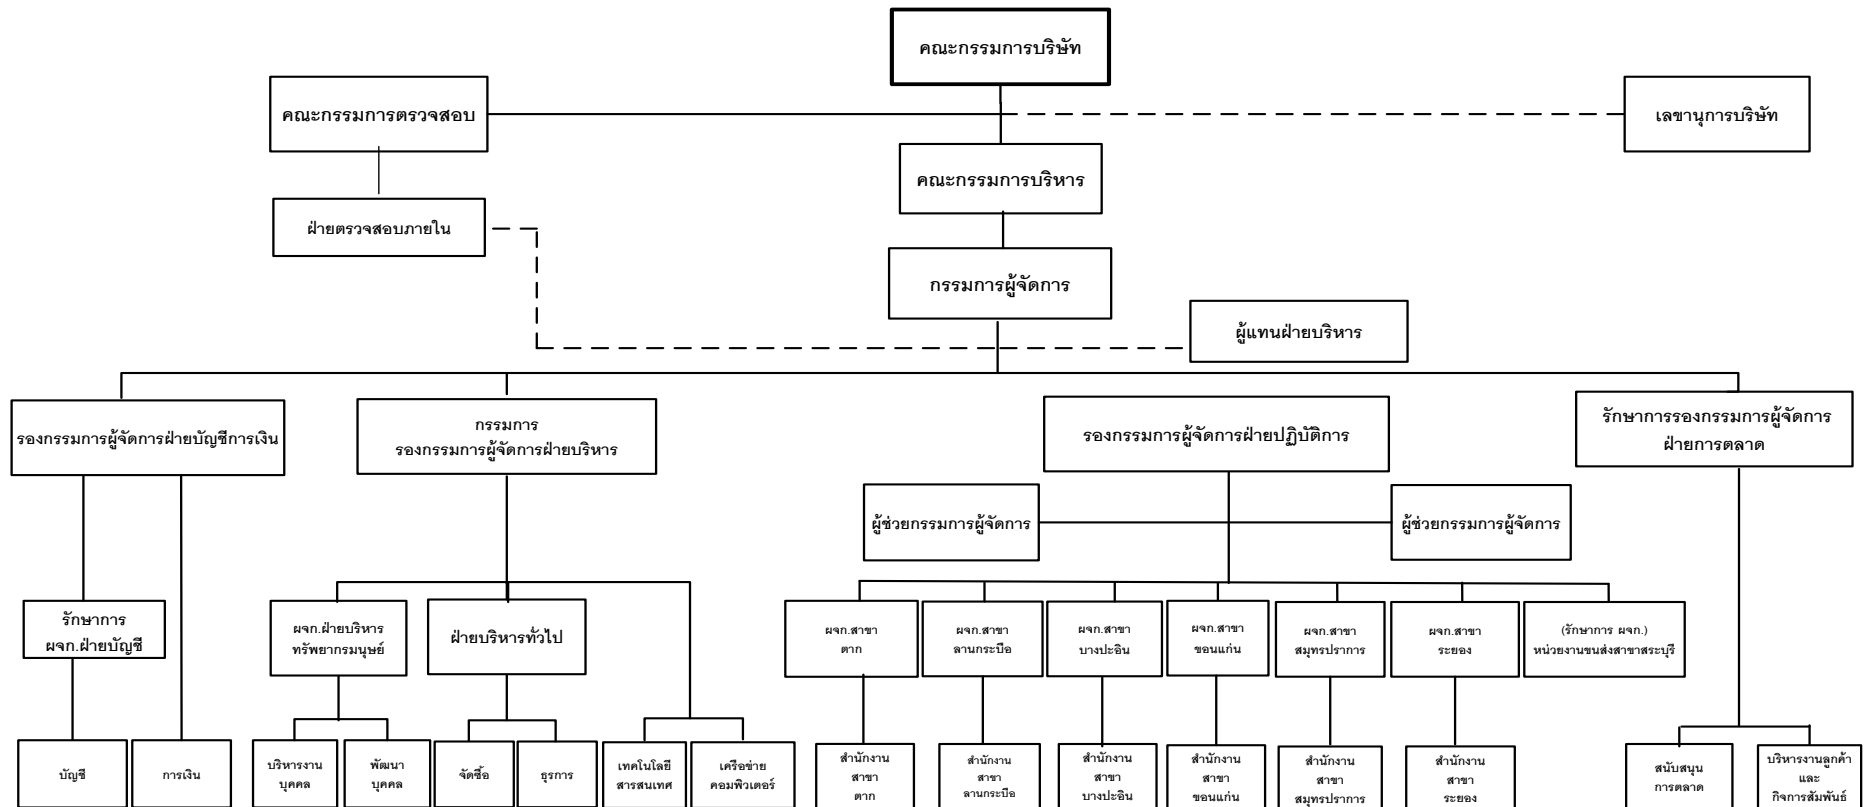 คณะกรรมการบริษัท
คณะกรรมการตรวจสอบ
เลขานุการบริษัท
คณะกรรมการบริหาร
ฝ่ายตรวจสอบภายใน
กรรมการผู้จัดการ
ผู้แทนฝ่ายบริหาร
รองกรรมการผู้จัดการฝ่ายบัญชีการเงิน
กรรมการ
รองกรรมการผู้จัดการฝ่ายบริหาร
รองกรรมการผู้จัดการฝ่ายปฏิบัติการ
รักษาการรองกรรมการผู้จัดการ
ฝ่ายการตลาด
ผู้ช่วยกรรมการผู้จัดการ
ผู้ช่วยกรรมการผู้จัดการ
รักษาการ
ผจก.ฝ่ายบัญชี
ผจก.ฝ่ายบริหาร
ทรัพยากรมนุษย์
ฝ่ายบริหารทั่วไป
ผจก.สาขา
ตาก
ผจก.สาขา
ลานกระบือ
ผจก.สาขา
บางปะอิน
ผจก.สาขา
ขอนแก่น
ผจก.สาขา
สมุทรปราการ
ผจก.สาขา
ระยอง
(รักษาการ ผจก.)
หน่วยงานขนส่งสาขาสระบุรี
บัญชี
การเงิน
บริหารงาน
บุคคล
พัฒนา
บุคคล
จัดซื้อ
ธุรการ
เทคโนโลยี
สารสนเทศ
เครือข่าย
คอมพิวเตอร์
สำนักงาน
สาขา
ตาก
สำนักงาน
สาขา
ลานกระบือ
สำนักงาน
สาขา
บางปะอิน
สำนักงาน
สาขา
ขอนแก่น
สำนักงาน
สาขา
สมุทรปราการ
สำนักงาน
สาขา
ระยอง
สนับสนุน
การตลาด
บริหารงานลูกค้า
และ
กิจการสัมพันธ์